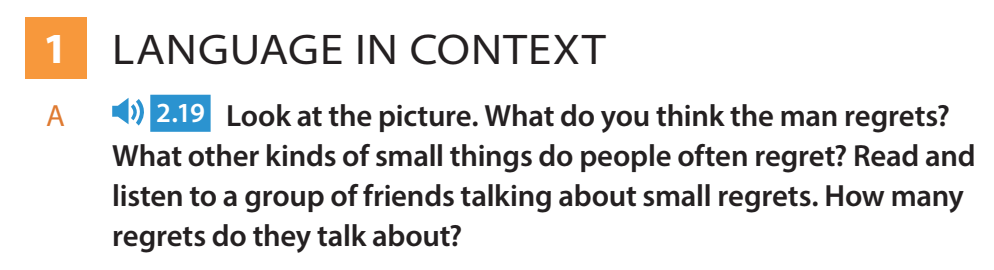 1 LANGUAGE IN CONTEXT
A 2.19 Look at the picture. What do you think the man regrets?
What other kinds of small things do people often regret? Read and
listen to a group of friends talking about small regrets. How many
regrets do they talk about?